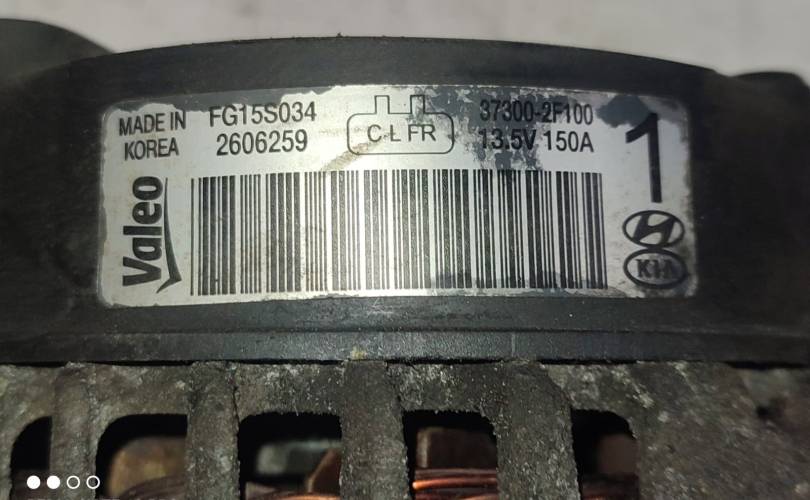 MADE IN
KOREA
FG15S034
2606259
C-L FR
37300-2F100
13.5V 150A
1
Valeo
KIA